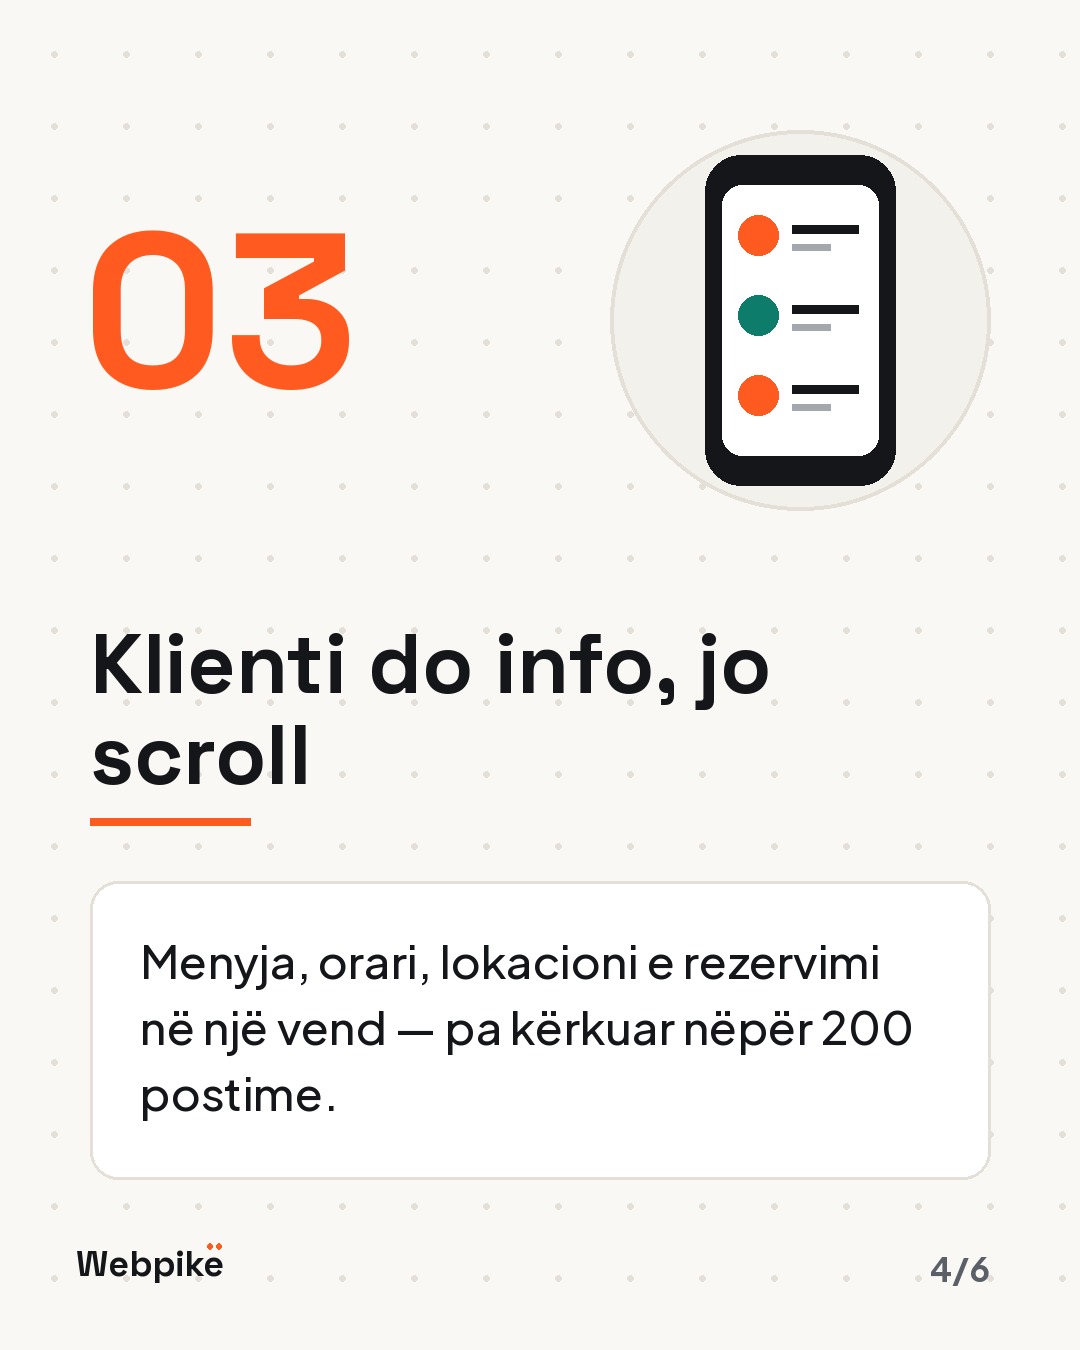 03
Klienti do info, jo
scroll
Menyja, orari, lokacioni e rezervimi
në një vend — pa kërkuar nëpër 200
postime.
Webpikë
4/6